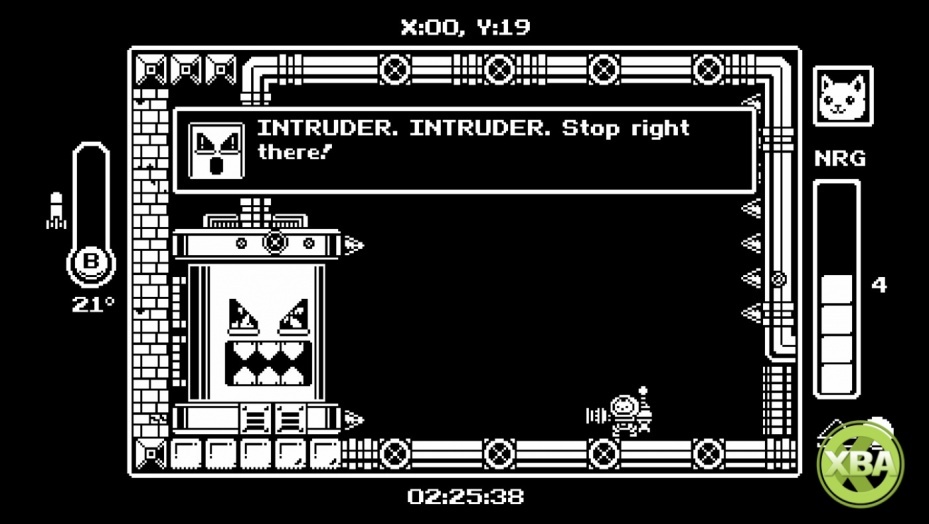 X:00, Y:19
INTRUDER. INTRUDER. Stop right
there!
NRG
4
B
21°
XBA
02:25:38